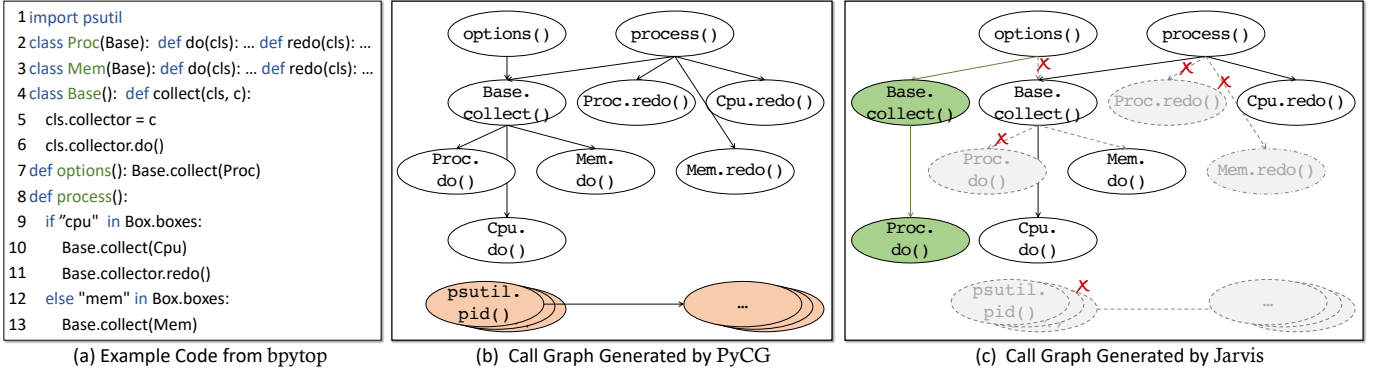 1 import psutil
2 class Proc(Base): def do(cls): ... def redo(cls): ...
3 class Mem(Base): def do(cls): ... def redo(cls): ...
4 class Base(): def collect(cls, c):
5 cls.collector = c
6 cls.collector.do()
7 def options(): Base.collect(Proc)
8 def process():
9 if "cpu" in Box.boxes:
10 Base.collect(Cpu)
11 Base.collector.redo()
12 else "mem" in Box.boxes:
13 Base.collect(Mem)
(a) Example Code from bpytop
options()
process()
Base.
collect()
Proc.redo()
Cpu.redo()
Proc.
do()
Mem.
do()
Mem.redo()
Cpu.
do()
psutil.
pid()
...
(b) Call Graph Generated by PyCG
options()
process()
✗
✗
✗
Base.
collect()
Base.
collect()
Proc.redo()
Cpu.redo()
✗
Proc.
do()
Mem.
do()
Mem.redo()
Proc.
do()
Cpu.
do()
✗
psutil.
pid()
...
(c) Call Graph Generated by Jarvis